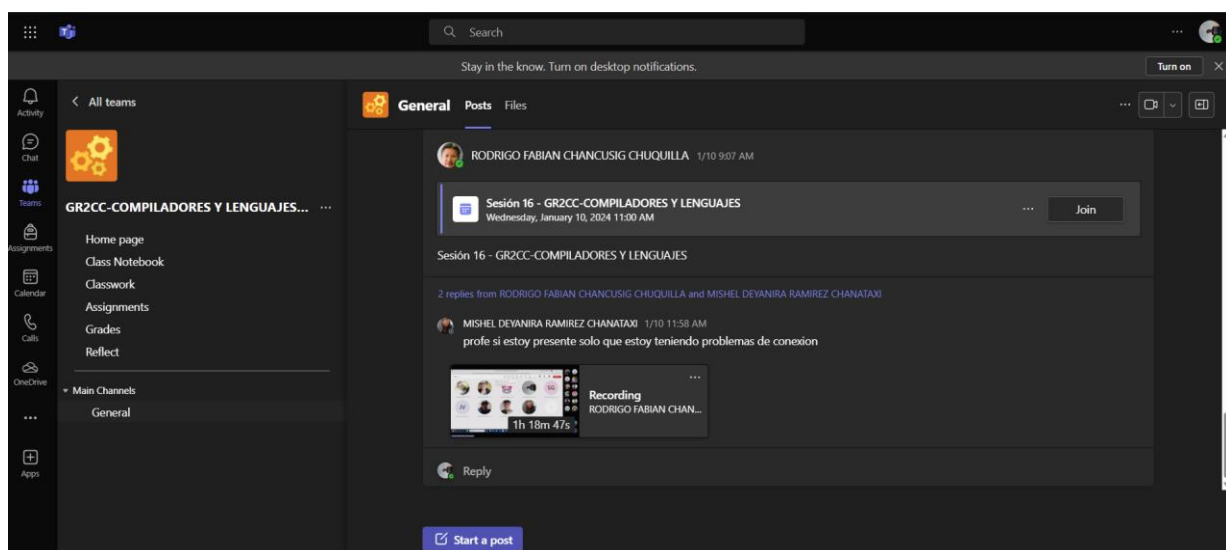 Search
Stay in the know. Turn on desktop notifications.
Turn on
Activity
Chat
Teams
Assignments
Calendar
Calls
OneDrive
Apps
All teams
GR2CC-COMPILADORES Y LENGUAJES...
Home page
Class Notebook
Classwork
Assignments
Grades
Reflect
Main Channels
General
General Posts Files
RODRIGO FABIAN CHANCUSIG CHUQUILLA 1/10 9:07 AM
Sesión 16 - GR2CC-COMPILADORES Y LENGUAJES
Wednesday, January 10, 2024 11:00 AM
Join
Sesión 16 - GR2CC-COMPILADORES Y LENGUAJES
2 replies from RODRIGO FABIAN CHANCUSIG CHUQUILLA and MISHEL DEYANIRA RAMIREZ CHANATAXI
MISHEL DEYANIRA RAMIREZ CHANATAXI 1/10 11:58 AM
profe si estoy presente solo que estoy teniendo problemas de conexion
Recording
RODRIGO FABIAN CHAN...
1h 18m 47s
Reply
Start a post